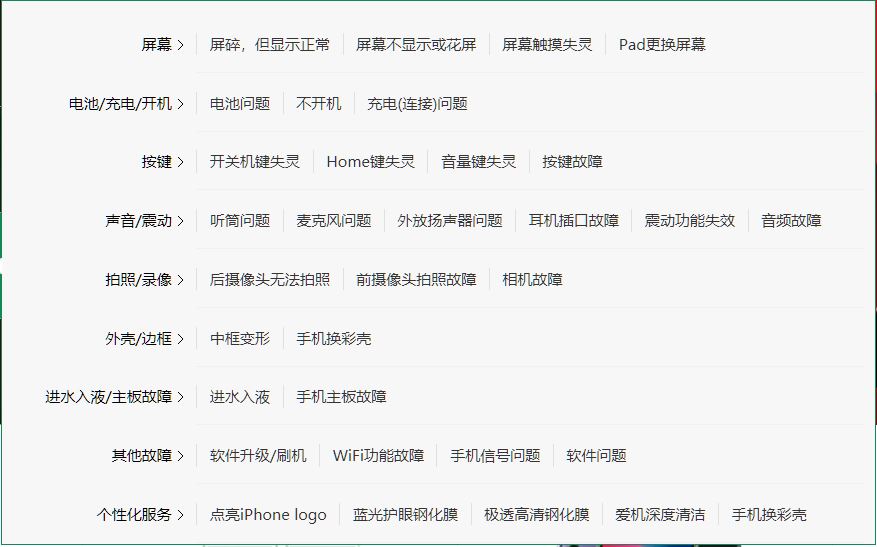 屏幕 > 屏碎，但显示正常 屏幕不显示或花屏 屏幕触摸失灵 Pad更换屏幕
电池/充电/开机 > 电池问题 不开机 充电(连接)问题
按键 > 开关机键失灵 Home键失灵 音量键失灵 按键故障
声音/震动 > 听筒问题 麦克风问题 外放扬声器问题 耳机插口故障 震动功能失效 音频故障
拍照/录像 > 后摄像头无法拍照 前摄像头拍照故障 相机故障
外壳/边框 > 中框变形 手机换彩壳
进水入液/主板故障 > 进水入液 手机主板故障
其他故障 > 软件升级/刷机 WiFi功能故障 手机信号问题 软件问题
个性化服务 > 点亮iPhone logo 蓝光护眼钢化膜 极透高清钢化膜 爱机深度清洁 手机换彩壳